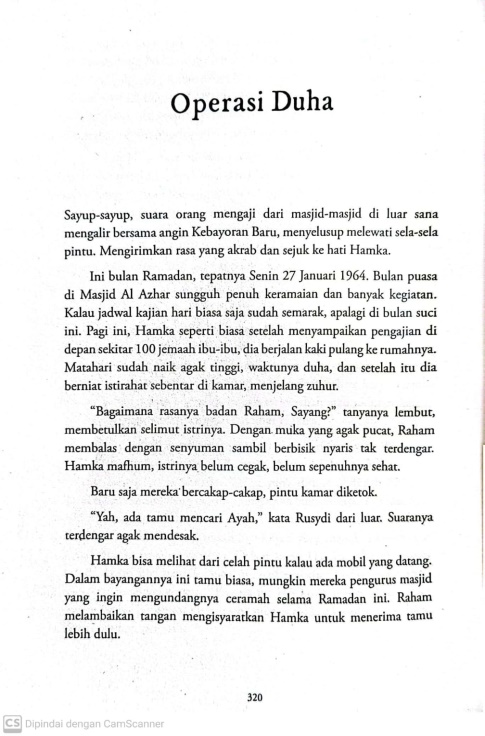 Operasi Duha
Sayup-sayup, suara orang mengaji dari masjid-masjid di luar sana
mengalir bersama angin Kebayoran Baru, menyelusup melewati sela-sela
pintu. Mengirimkan rasa yang akrab dan sejuk ke hati Hamka.
Ini bulan Ramadan, tepatnya Senin 27 Januari 1964. Bulan puasa
di Masjid Al Azhar sungguh penuh keramaian dan banyak kegiatan.
Kalau jadwal kajian hari biasa saja sudah semarak, apalagi di bulan suci
ini. Pagi ini, Hamka seperti biasa setelah menyampaikan pengajian di
depan sekitar 100 jemaah ibu-ibu, dia berjalan kaki pulang ke rumahnya.
Matahari sudah naik agak tinggi, waktunya duha, dan setelah itu dia
berniat istirahat sebentar di kamar, menjelang zuhur.
“Bagaimana rasanya badan Raham, Sayang?” tanyanya lembut,
membetulkan selimut istrinya. Dengan muka yang agak pucat, Raham
membalas dengan senyuman sambil berbisik nyaris tak terdengar.
Hamka mafhum, istrinya belum cegak, belum sepenuhnya sehat.
Baru saja mereka bercakap-cakap, pintu kamar diketok.
“Yah, ada tamu mencari Ayah,” kata Rusydi dari luar. Suaranya
terdengar agak mendesak.
Hamka bisa melihat dari celah pintu kalau ada mobil yang datang.
Dalam bayangannya ini tamu biasa, mungkin mereka pengurus masjid
yang ingin mengundangnya ceramah selama Ramadan ini. Raham
melambaikan tangan mengisyaratkan Hamka untuk menerima tamu
lebih dulu.
320
CS Dipindai dengan CamScanner